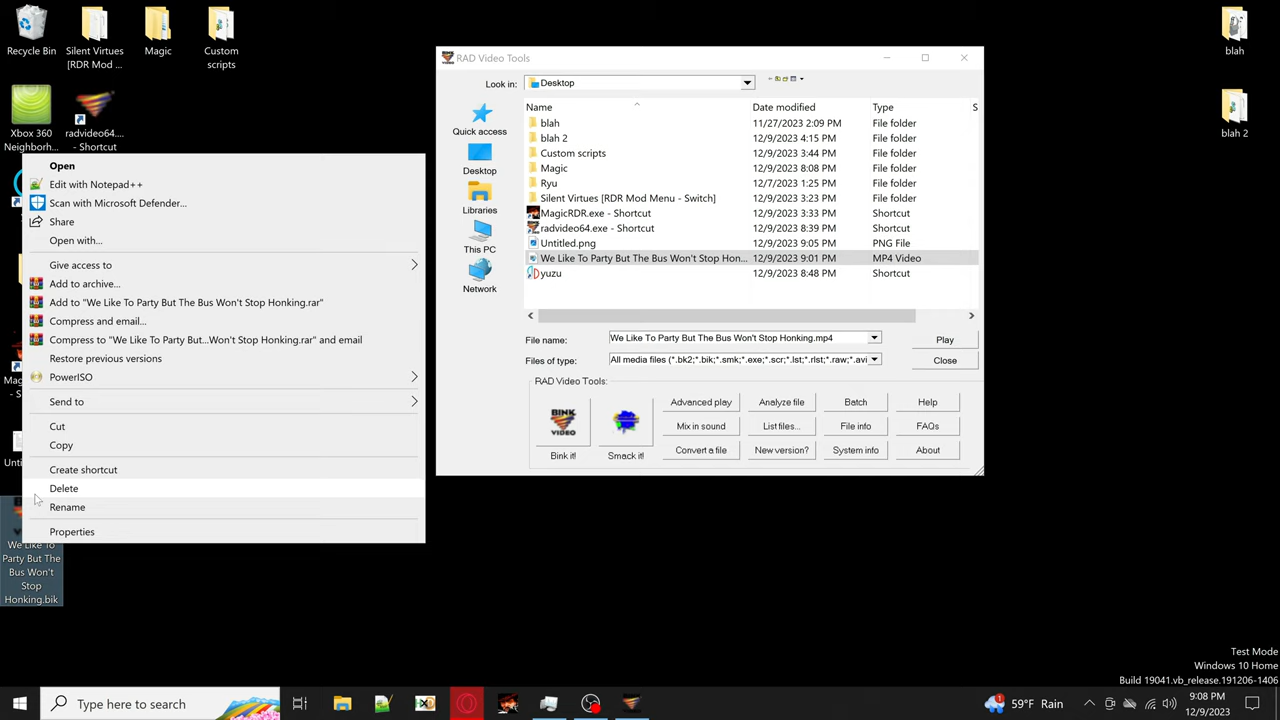 Recycle Bin
Silent Virtues
[RDR Mod ...
Magic
Custom
scripts
Xbox 360
Neighborh...
radvideo64....
- Shortcut
Open
Edit with Notepad++
Scan with Microsoft Defender...
Share
Open with...
Give access to
Add to archive...
Add to "We Like To Party But The Bus Won't Stop Honking.rar"
Compress and email...
Compress to "We Like To Party But...Won't Stop Honking.rar" and email
Restore previous versions
PowerISO
Send to
Cut
Copy
Create shortcut
Delete
Rename
Properties
We Like To
Party But The
Bus Won't
Stop
Honking.bik
RAD Video Tools
Look in:
Desktop
Quick access
Desktop
Libraries
This PC
Network
Name Date modified Type S
blah 11/27/2023 2:09 PM File folder
blah 2 12/9/2023 4:15 PM File folder
Custom scripts 12/9/2023 3:44 PM File folder
Magic 12/9/2023 8:08 PM File folder
Ryu 12/7/2023 1:25 PM File folder
Silent Virtues [RDR Mod Menu - Switch] 12/9/2023 3:23 PM File folder
MagicRDR.exe - Shortcut 12/9/2023 3:33 PM Shortcut
radvideo64.exe - Shortcut 12/9/2023 8:39 PM Shortcut
Untitled.png 12/9/2023 9:05 PM PNG File
We Like To Party But The Bus Won't Stop Hon... 12/9/2023 9:01 PM MP4 Video
yuzu 12/9/2023 8:48 PM Shortcut
File name: We Like To Party But The Bus Won't Stop Honking.mp4 Play
Files of type: All media files (*.bk2;*.bik;*.smk;*.exe;*.scr;*.lst;*.rlst;*.raw;*.avi Close
RAD Video Tools:
BINK
VIDEO
Bink it!
Smack it!
Advanced play Analyze file Batch Help
Mix in sound List files... File info FAQs
Convert a file New version? System info About
blah
blah 2
Test Mode
Windows 10 Home
Build 19041.vb_release.191206-1406
Type here to search
59°F Rain
9:08 PM
12/9/2023